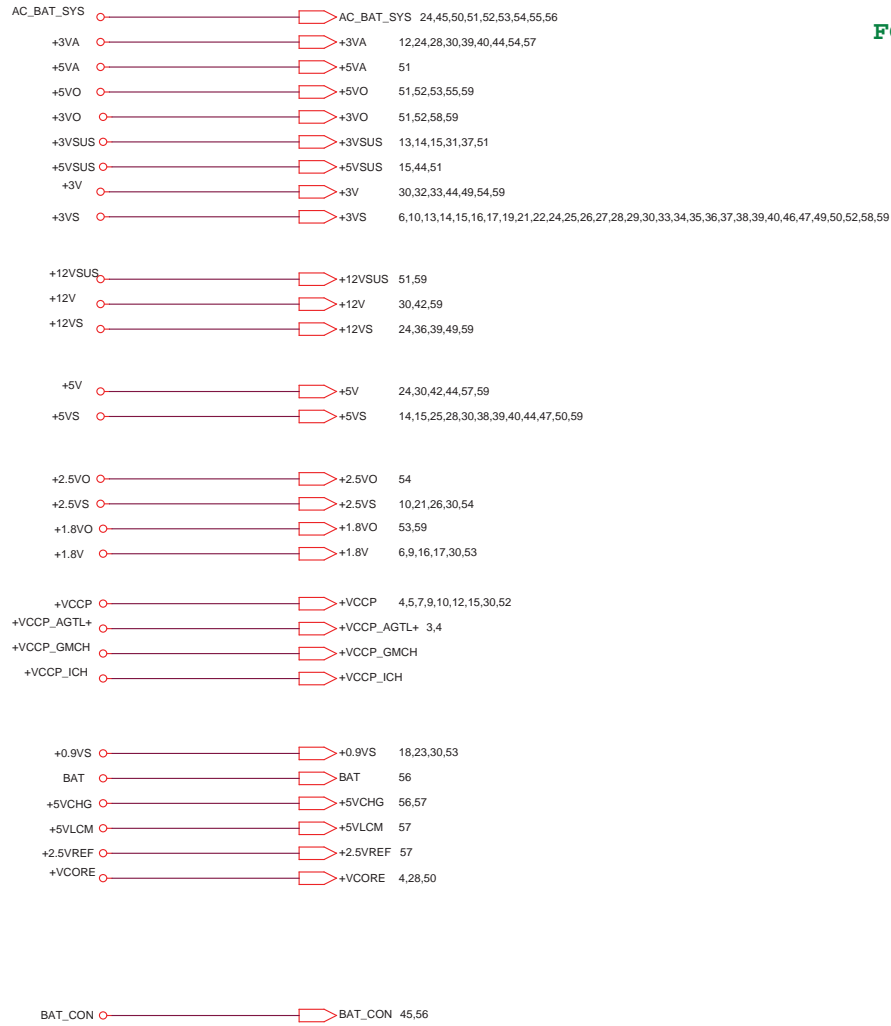 AC_BAT_SYS AC_BAT_SYS 24,45,50,51,52,53,54,55,56
+3VA +3VA 12,24,28,30,39,40,44,54,57
+5VA +5VA 51
+5VO +5VO 51,52,53,55,59
+3VO +3VO 51,52,58,59
+3VSUS +3VSUS 13,14,15,31,37,51
+5VSUS +5VSUS 15,44,51
+3V +3V 30,32,33,44,49,54,59
+3VS +3VS 6,10,13,14,15,16,17,19,21,22,24,25,26,27,28,29,30,33,34,35,36,37,38,39,40,46,47,49,50,52,58,59
+12VSUS +12VSUS 51,59
+12V +12V 30,42,59
+12VS +12VS 24,36,39,49,59
+5V +5V 24,30,42,44,57,59
+5VS +5VS 14,15,25,28,30,38,39,40,44,47,50,59
+2.5VO +2.5VO 54
+2.5VS +2.5VS 10,21,26,30,54
+1.8VO +1.8VO 53,59
+1.8V +1.8V 6,9,16,17,30,53
+VCCP +VCCP 4,5,7,9,10,12,15,30,52
+VCCP_AGTL+ +VCCP_AGTL+ 3,4
+VCCP_GMCH +VCCP_GMCH
+VCCP_ICH +VCCP_ICH
+0.9VS +0.9VS 18,23,30,53
BAT BAT 56
+5VCHG +5VCHG 56,57
+5VLCM +5VLCM 57
+2.5VREF +2.5VREF 57
+VCORE +VCORE 4,28,50
BAT_CON BAT_CON 45,56